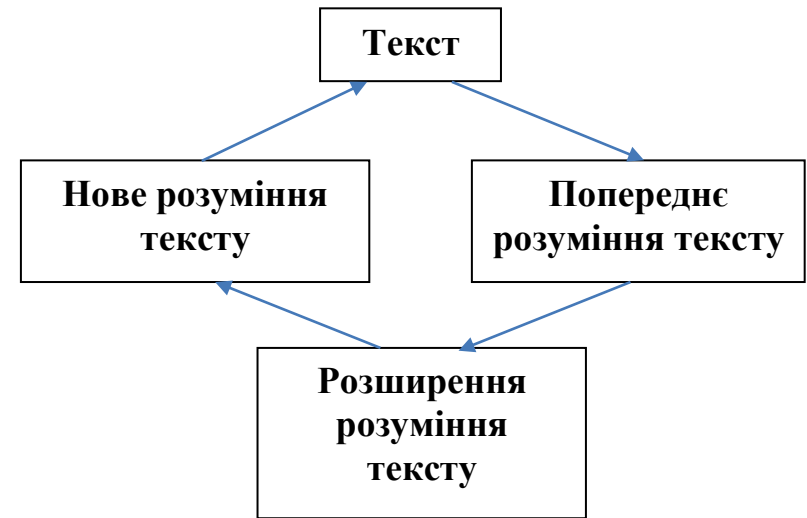 Текст
Нове розуміння
тексту
Попереднє
розуміння тексту
Розширення
розуміння
тексту